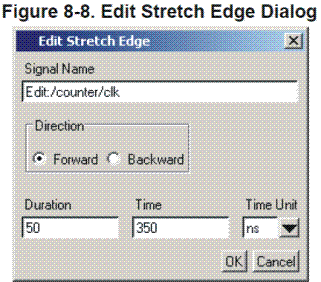 Figure 8-8. Edit Stretch Edge Dialog
Edit Stretch Edge
Signal Name
Edit:/counter/clk
Direction
Forward Backward
Duration Time Time Unit
50 350 ns
OK Cancel